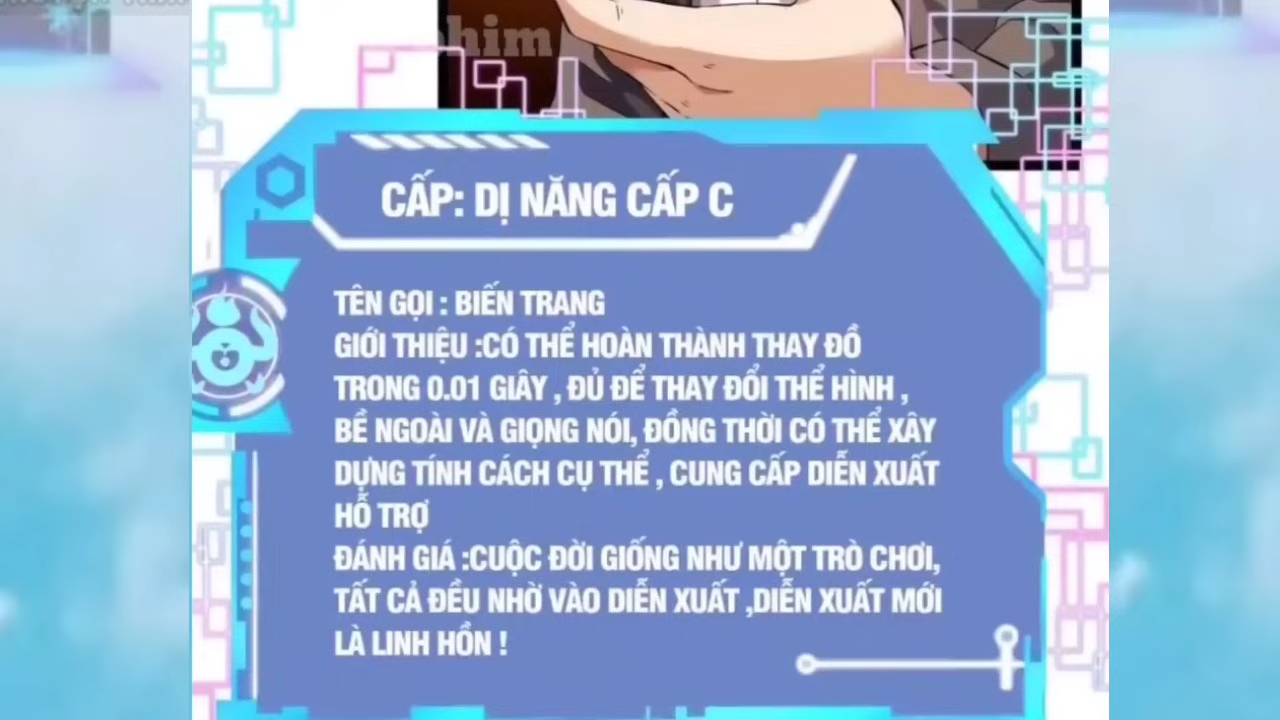 phim
CẤP: DỊ NĂNG CẤP C
TÊN GỌI : BIẾN TRANG
GIỚI THIỆU :CÓ THỂ HOÀN THÀNH THAY ĐỒ
TRONG 0.01 GIÂY , ĐỦ ĐỂ THAY ĐỔI THỂ HÌNH ,
BỀ NGOÀI VÀ GIỌNG NÓI, ĐỒNG THỜI CÓ THỂ XÂY
DỰNG TÍNH CÁCH CỤ THỂ , CUNG CẤP DIỄN XUẤT
HỖ TRỢ
ĐÁNH GIÁ :CUỘC ĐỜI GIỐNG NHƯ MỘT TRÒ CHƠI,
TẤT CẢ ĐỀU NHỜ VÀO DIỄN XUẤT ,DIỄN XUẤT MỚI
LÀ LINH HỒN !